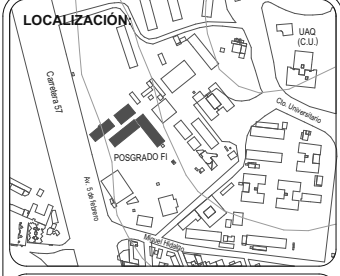 LOCALIZACIÓN:
UAQ
(C.U.)
Carretera 57
Cto. Universitario
POSGRADO FI
Av. 5 de febrero
Miguel Hidalgo